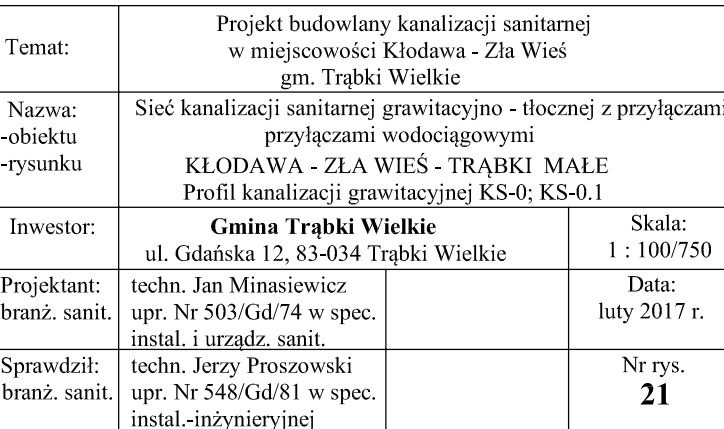 Temat:
Projekt budowlany kanalizacji sanitarnej
w miejscowości Kłodawa - Zła Wieś
gm. Trąbki Wielkie
Nazwa:
-obiektu
-rysunku
Sieć kanalizacji sanitarnej grawitacyjno - tłocznej z przyłączami
przyłączami wodociągowymi
KŁODAWA - ZŁA WIEŚ - TRĄBKI MAŁE
Profil kanalizacji grawitacyjnej KS-0; KS-0.1
Inwestor:
Gmina Trąbki Wielkie
ul. Gdańska 12, 83-034 Trąbki Wielkie
Skala:
1 : 100/750
Projektant:
branż. sanit.
techn. Jan Minasiewicz
upr. Nr 503/Gd/74 w spec.
instal. i urządz. sanit.
Data:
luty 2017 r.
Sprawdził:
branż. sanit.
techn. Jerzy Proszowski
upr. Nr 548/Gd/81 w spec.
instal.-inżynieryjnej
Nr rys.
21